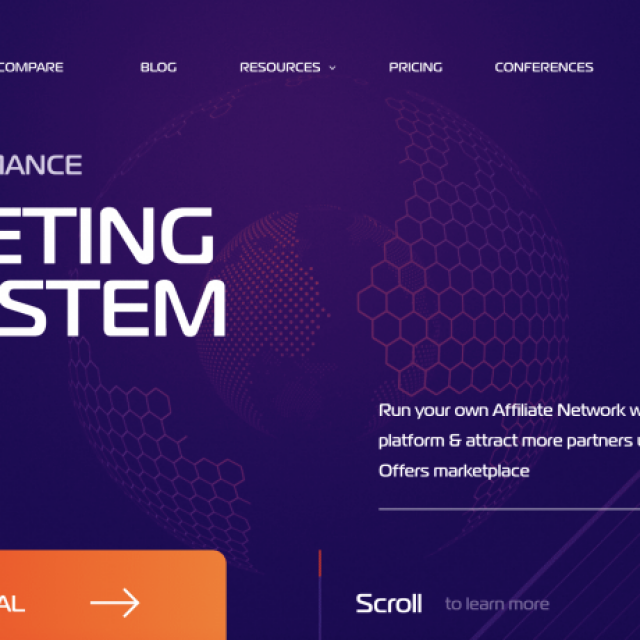 COMPARE BLOG RESOURCES PRICING CONFERENCES
MANCE
ETING
STEM
Run your own Affiliate Network w
platform & attract more partners u
Offers marketplace
AL
Scroll to learn more